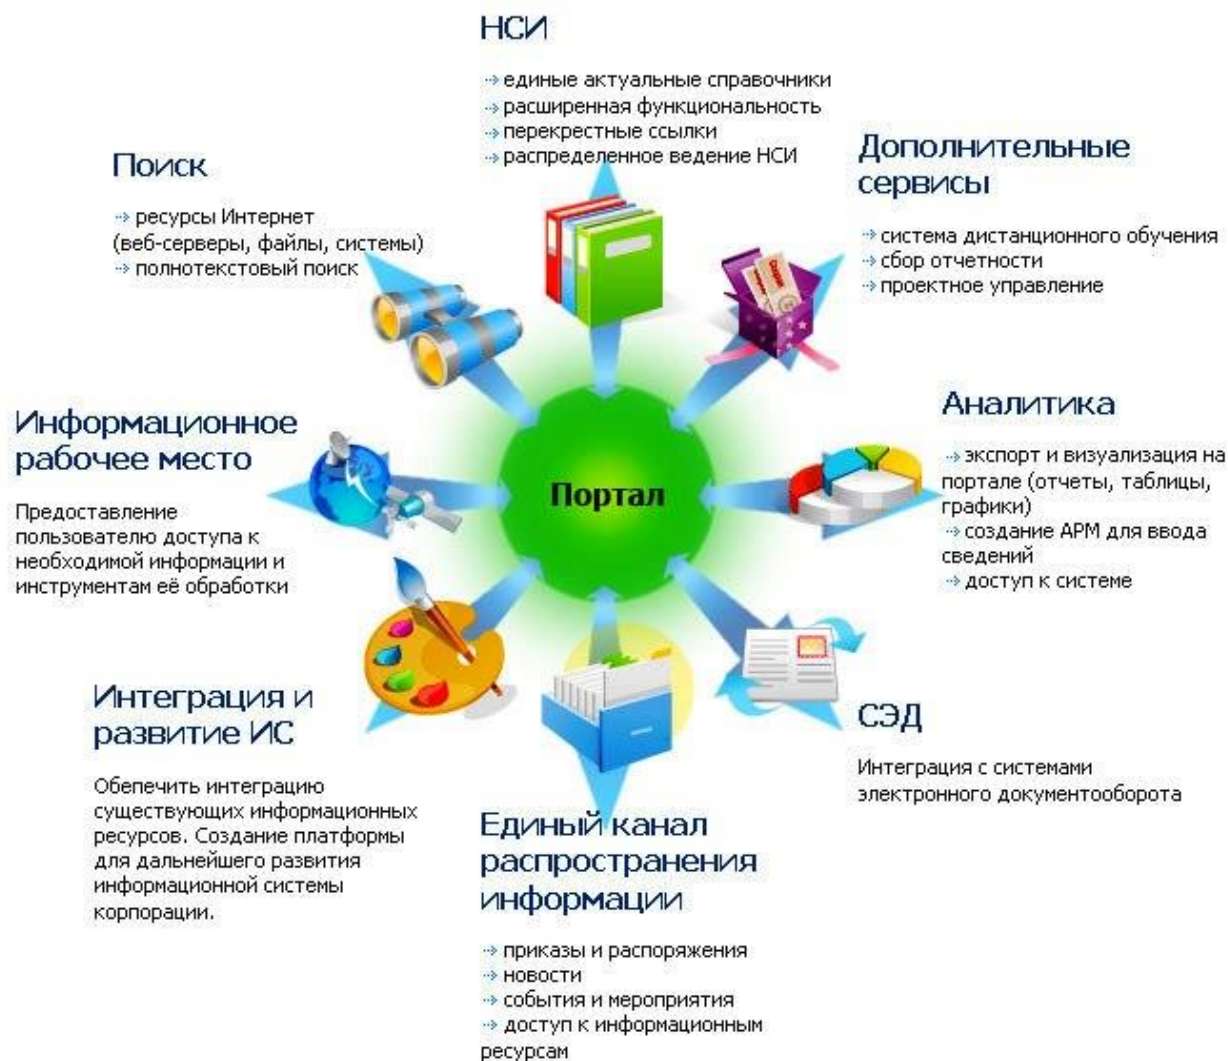 НСИ
единые актуальные справочники
расширенная функциональность
перекрестные ссылки
распределенное ведение НСИ
Поиск
ресурсы Интернет
(веб-серверы, файлы, системы)
полнотекстовый поиск
Дополнительные
сервисы
система дистанционного обучения
сбор отчетности
проектное управление
Информационное
рабочее место
Предоставление
пользователю доступа к
необходимой информации и
инструментам её обработки
Портал
Аналитика
экспорт и визуализация на
портале (отчеты, таблицы,
графики)
создание АРМ для ввода
сведений
доступ к системе
Интеграция и
развитие ИС
Обепечить интеграцию
существующих информационных
ресурсов. Создание платформы
для дальнейшего развития
информационной системы
корпорации.
СЭД
Интеграция с системами
электронного документооборота
Единый канал
распространения
информации
приказы и распоряжения
новости
события и мероприятия
доступ к информационным
ресурсам